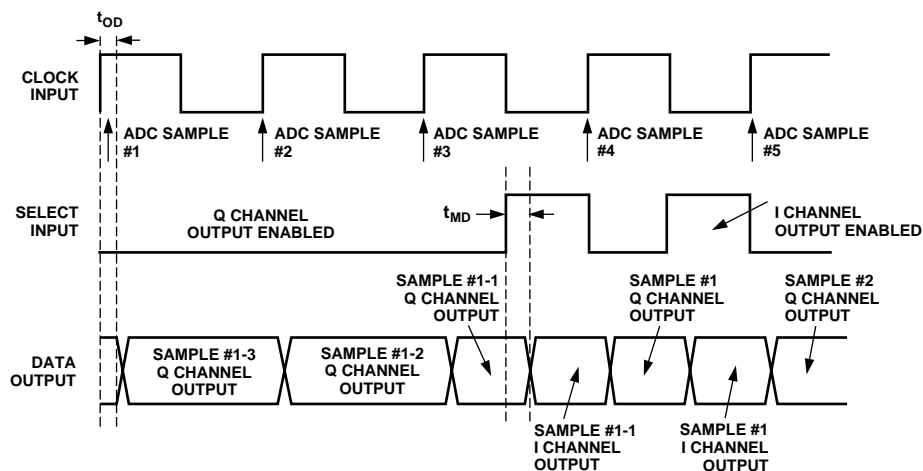 tOD
CLOCK
INPUT
ADC SAMPLE
#1
ADC SAMPLE
#2
ADC SAMPLE
#3
ADC SAMPLE
#4
ADC SAMPLE
#5
SELECT
INPUT
Q CHANNEL
OUTPUT ENABLED
tMD
I CHANNEL
OUTPUT ENABLED
SAMPLE #1-1
Q CHANNEL
OUTPUT
SAMPLE #1
Q CHANNEL
OUTPUT
SAMPLE #2
Q CHANNEL
OUTPUT
DATA
OUTPUT
SAMPLE #1-3
Q CHANNEL
OUTPUT
SAMPLE #1-2
Q CHANNEL
OUTPUT
SAMPLE #1-1
I CHANNEL
OUTPUT
SAMPLE #1
I CHANNEL
OUTPUT